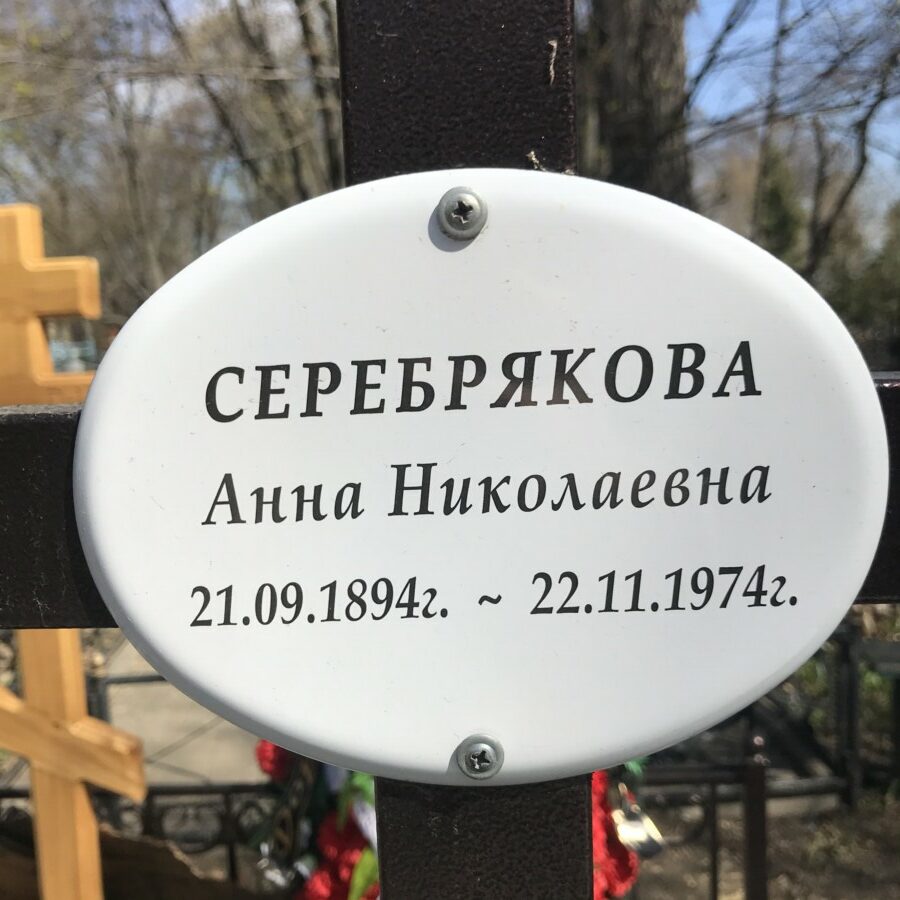 СЕРЕБРЯКОВА
Анна Николаевна
21.09.1894г. ~ 22.11.1974г.